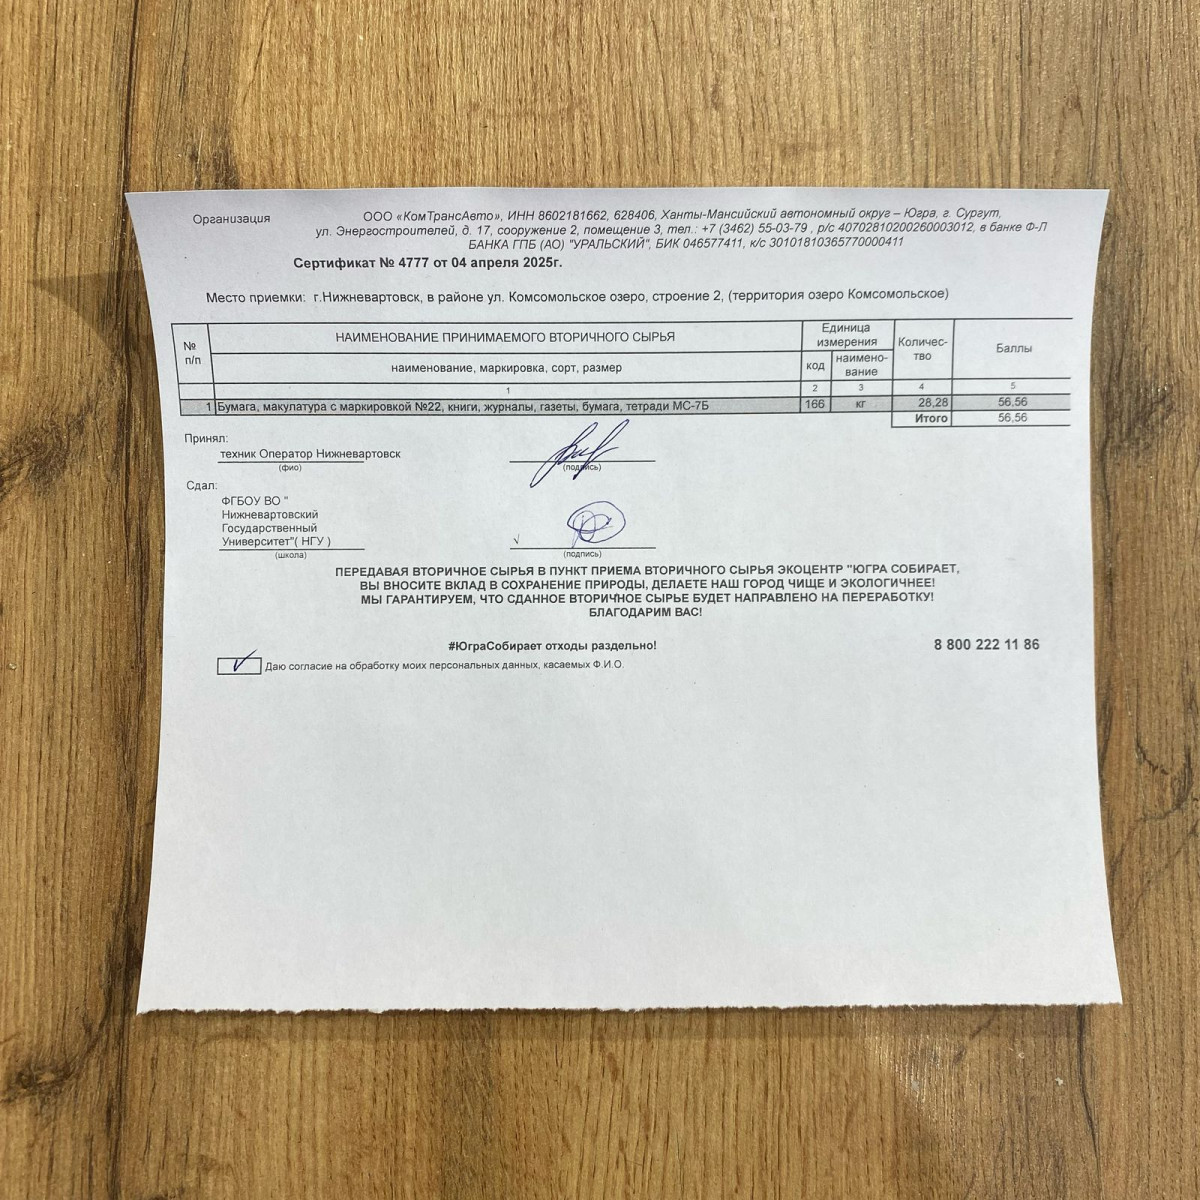 Организация ООО «КомТрансАвто», ИНН 8602181662, 628406, Ханты-Мансийский автономный округ – Югра, г. Сургут,
ул. Энергостроителей, д. 17, сооружение 2, помещение 3, тел.: +7 (3462) 55-03-79 , р/с 40702810200260003012, в банке Ф-Л
БАНКА ГПБ (АО) "УРАЛЬСКИЙ", БИК 046577411, к/с 30101810365770000411
Сертификат № 4777 от 04 апреля 2025г.
Место приемки: г.Нижневартовск, в районе ул. Комсомольское озеро, строение 2, (территория озеро Комсомольское)
№ п/п
НАИМЕНОВАНИЕ ПРИНИМАЕМОГО ВТОРИЧНОГО СЫРЬЯ
наименование, маркировка, сорт, размер
Единица
измерения
код
наимено-
вание
Количес-
тво
Баллы
1 2 3 4 5
1 Бумага, макулатура с маркировкой №22, книги, журналы, газеты, бумага, тетради МС-7Б 166 кг 28,28 56,56
Итого 56,56
Принял:
техник Оператор Нижневартовск
(фио) (подпись)
Сдал:
ФГБОУ ВО "
Нижневартовский
Государственный
Университет"( НГУ )
(школа) (подпись)
ПЕРЕДАВАЯ ВТОРИЧНОЕ СЫРЬЯ В ПУНКТ ПРИЕМА ВТОРИЧНОГО СЫРЬЯ ЭКОЦЕНТР "ЮГРА СОБИРАЕТ,
ВЫ ВНОСИТЕ ВКЛАД В СОХРАНЕНИЕ ПРИРОДЫ, ДЕЛАЕТЕ НАШ ГОРОД ЧИЩЕ И ЭКОЛОГИЧНЕЕ!
МЫ ГАРАНТИРУЕМ, ЧТО СДАННОЕ ВТОРИЧНОЕ СЫРЬЕ БУДЕТ НАПРАВЛЕНО НА ПЕРЕРАБОТКУ!
БЛАГОДАРИМ ВАС!
#ЮграСобирает отходы раздельно! 8 800 222 11 86
Даю согласие на обработку моих персональных данных, касаемых Ф.И.О.